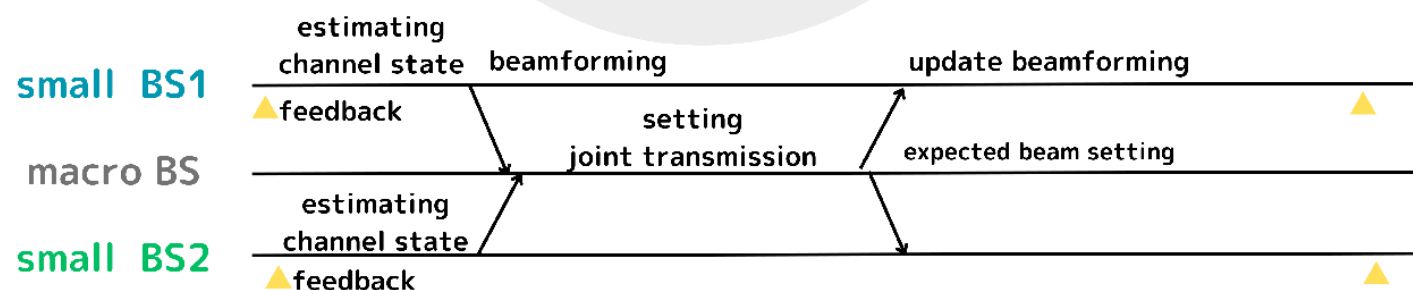 estimating
channel state
beamforming
update beamforming
small BS1
feedback
setting
joint transmission
expected beam setting
macro BS
estimating
channel state
small BS2
feedback